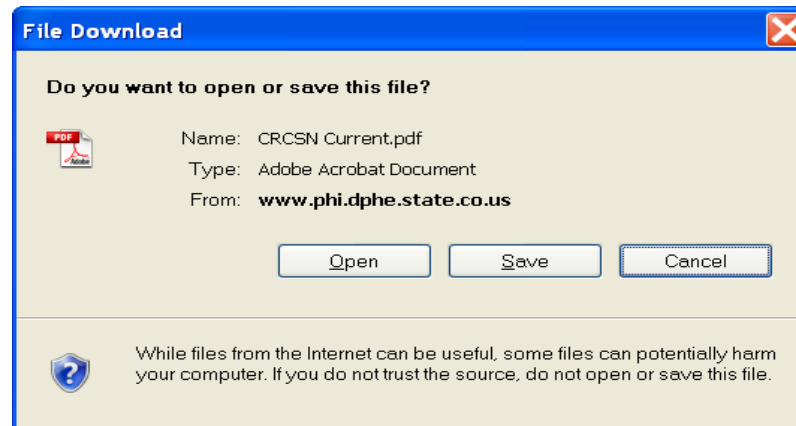 File Download
Do you want to open or save this file?
PDF
Adobe
Name: CRCSN Current.pdf
Type: Adobe Acrobat Document
From: www.phi.dphe.state.co.us
Open Save Cancel
While files from the Internet can be useful, some files can potentially harm
your computer. If you do not trust the source, do not open or save this file.